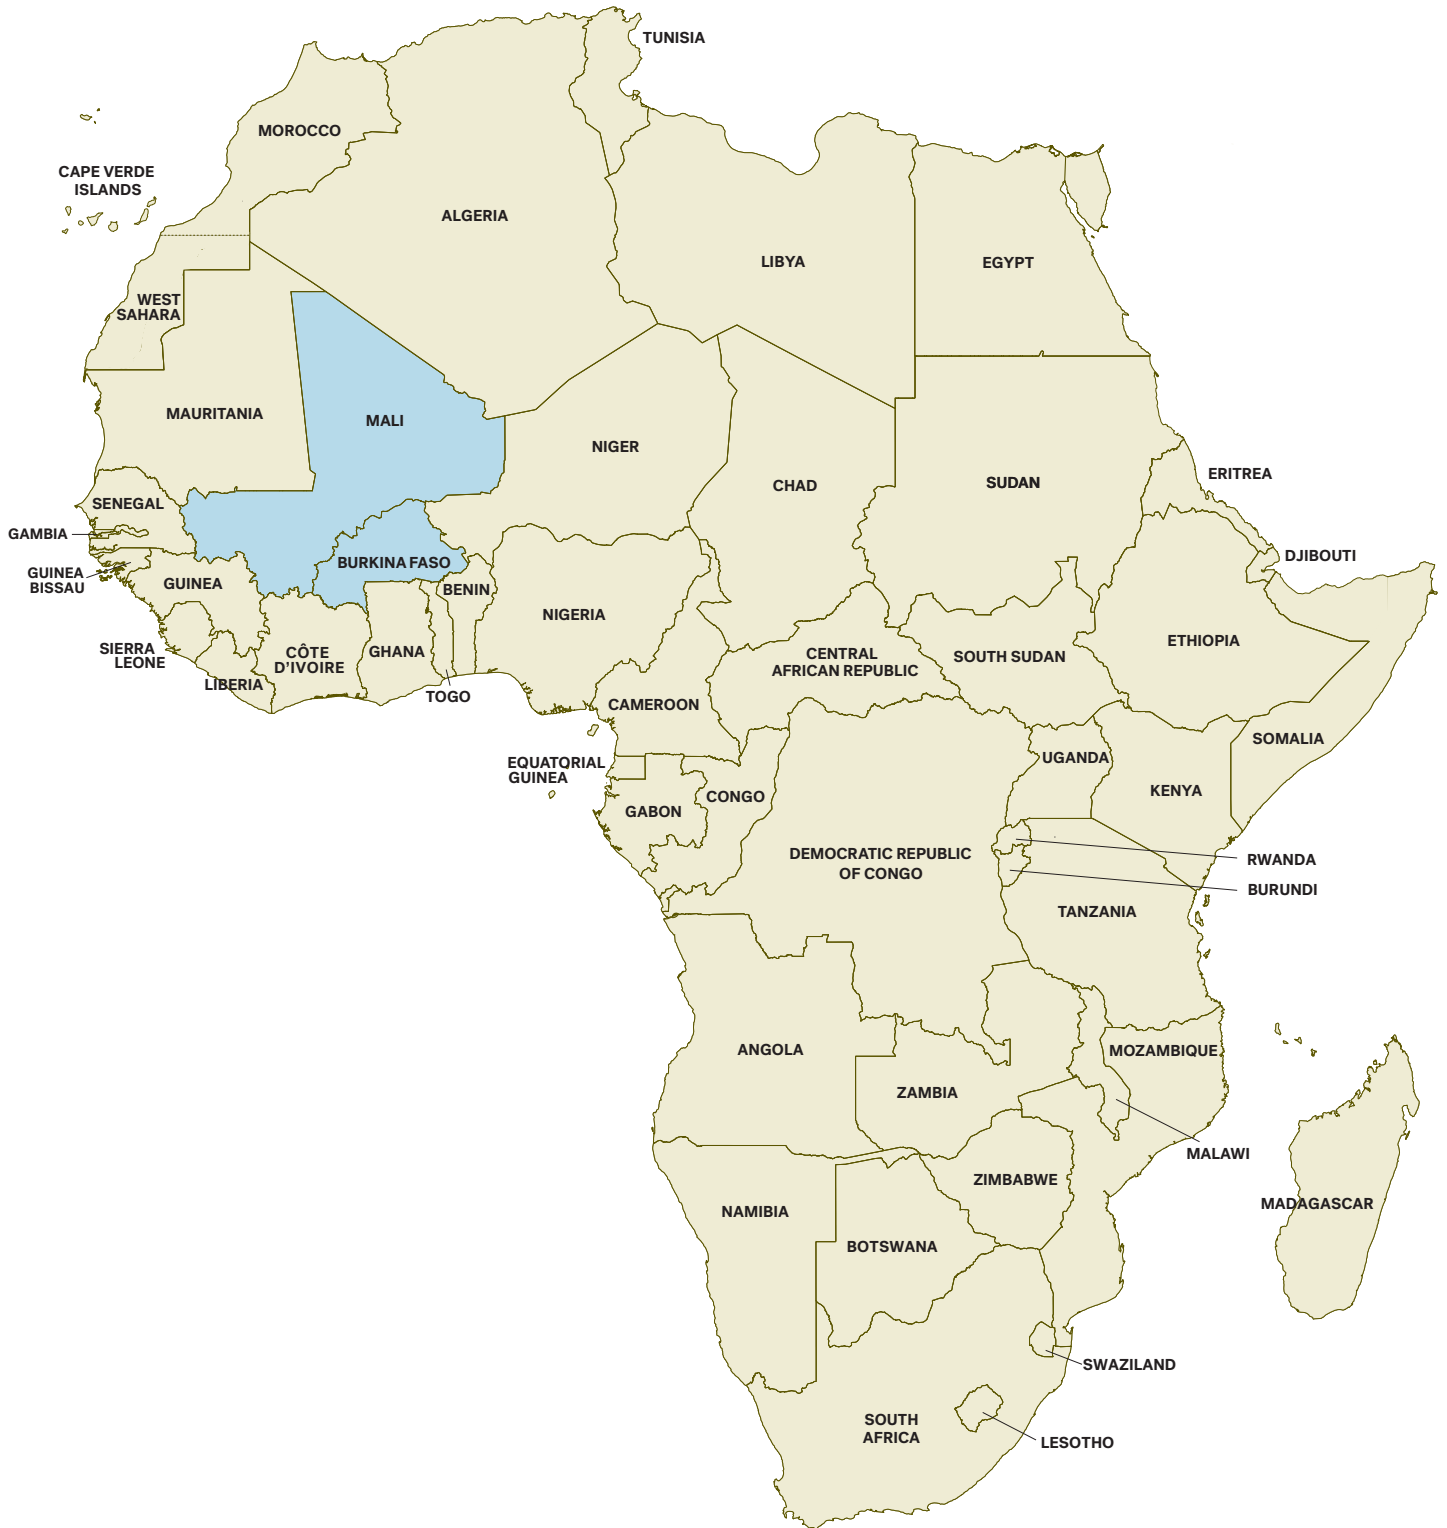 TUNISIA
MOROCCO
CAPE VERDE
ISLANDS
ALGERIA
LIBYA
EGYPT
WEST
SAHARA
MAURITANIA
MALI
NIGER
CHAD
SUDAN
ERITREA
SENEGAL
GAMBIA
GUINEA
BISSAU
GUINEA
BURKINA FASO
BENIN
NIGERIA
DJIBOUTI
SIERRA
LEONE
LIBERIA
CÔTE
D'IVOIRE
GHANA
TOGO
CAMEROON
CENTRAL
AFRICAN REPUBLIC
SOUTH SUDAN
ETHIOPIA
SOMALIA
EQUATORIAL
GUINEA
GABON
CONGO
UGANDA
KENYA
DEMOCRATIC REPUBLIC
OF CONGO
RWANDA
BURUNDI
TANZANIA
ANGOLA
ZAMBIA
MOZAMBIQUE
MALAWI
ZIMBABWE
MADAGASCAR
NAMIBIA
BOTSWANA
SWAZILAND
SOUTH
AFRICA
LESOTHO